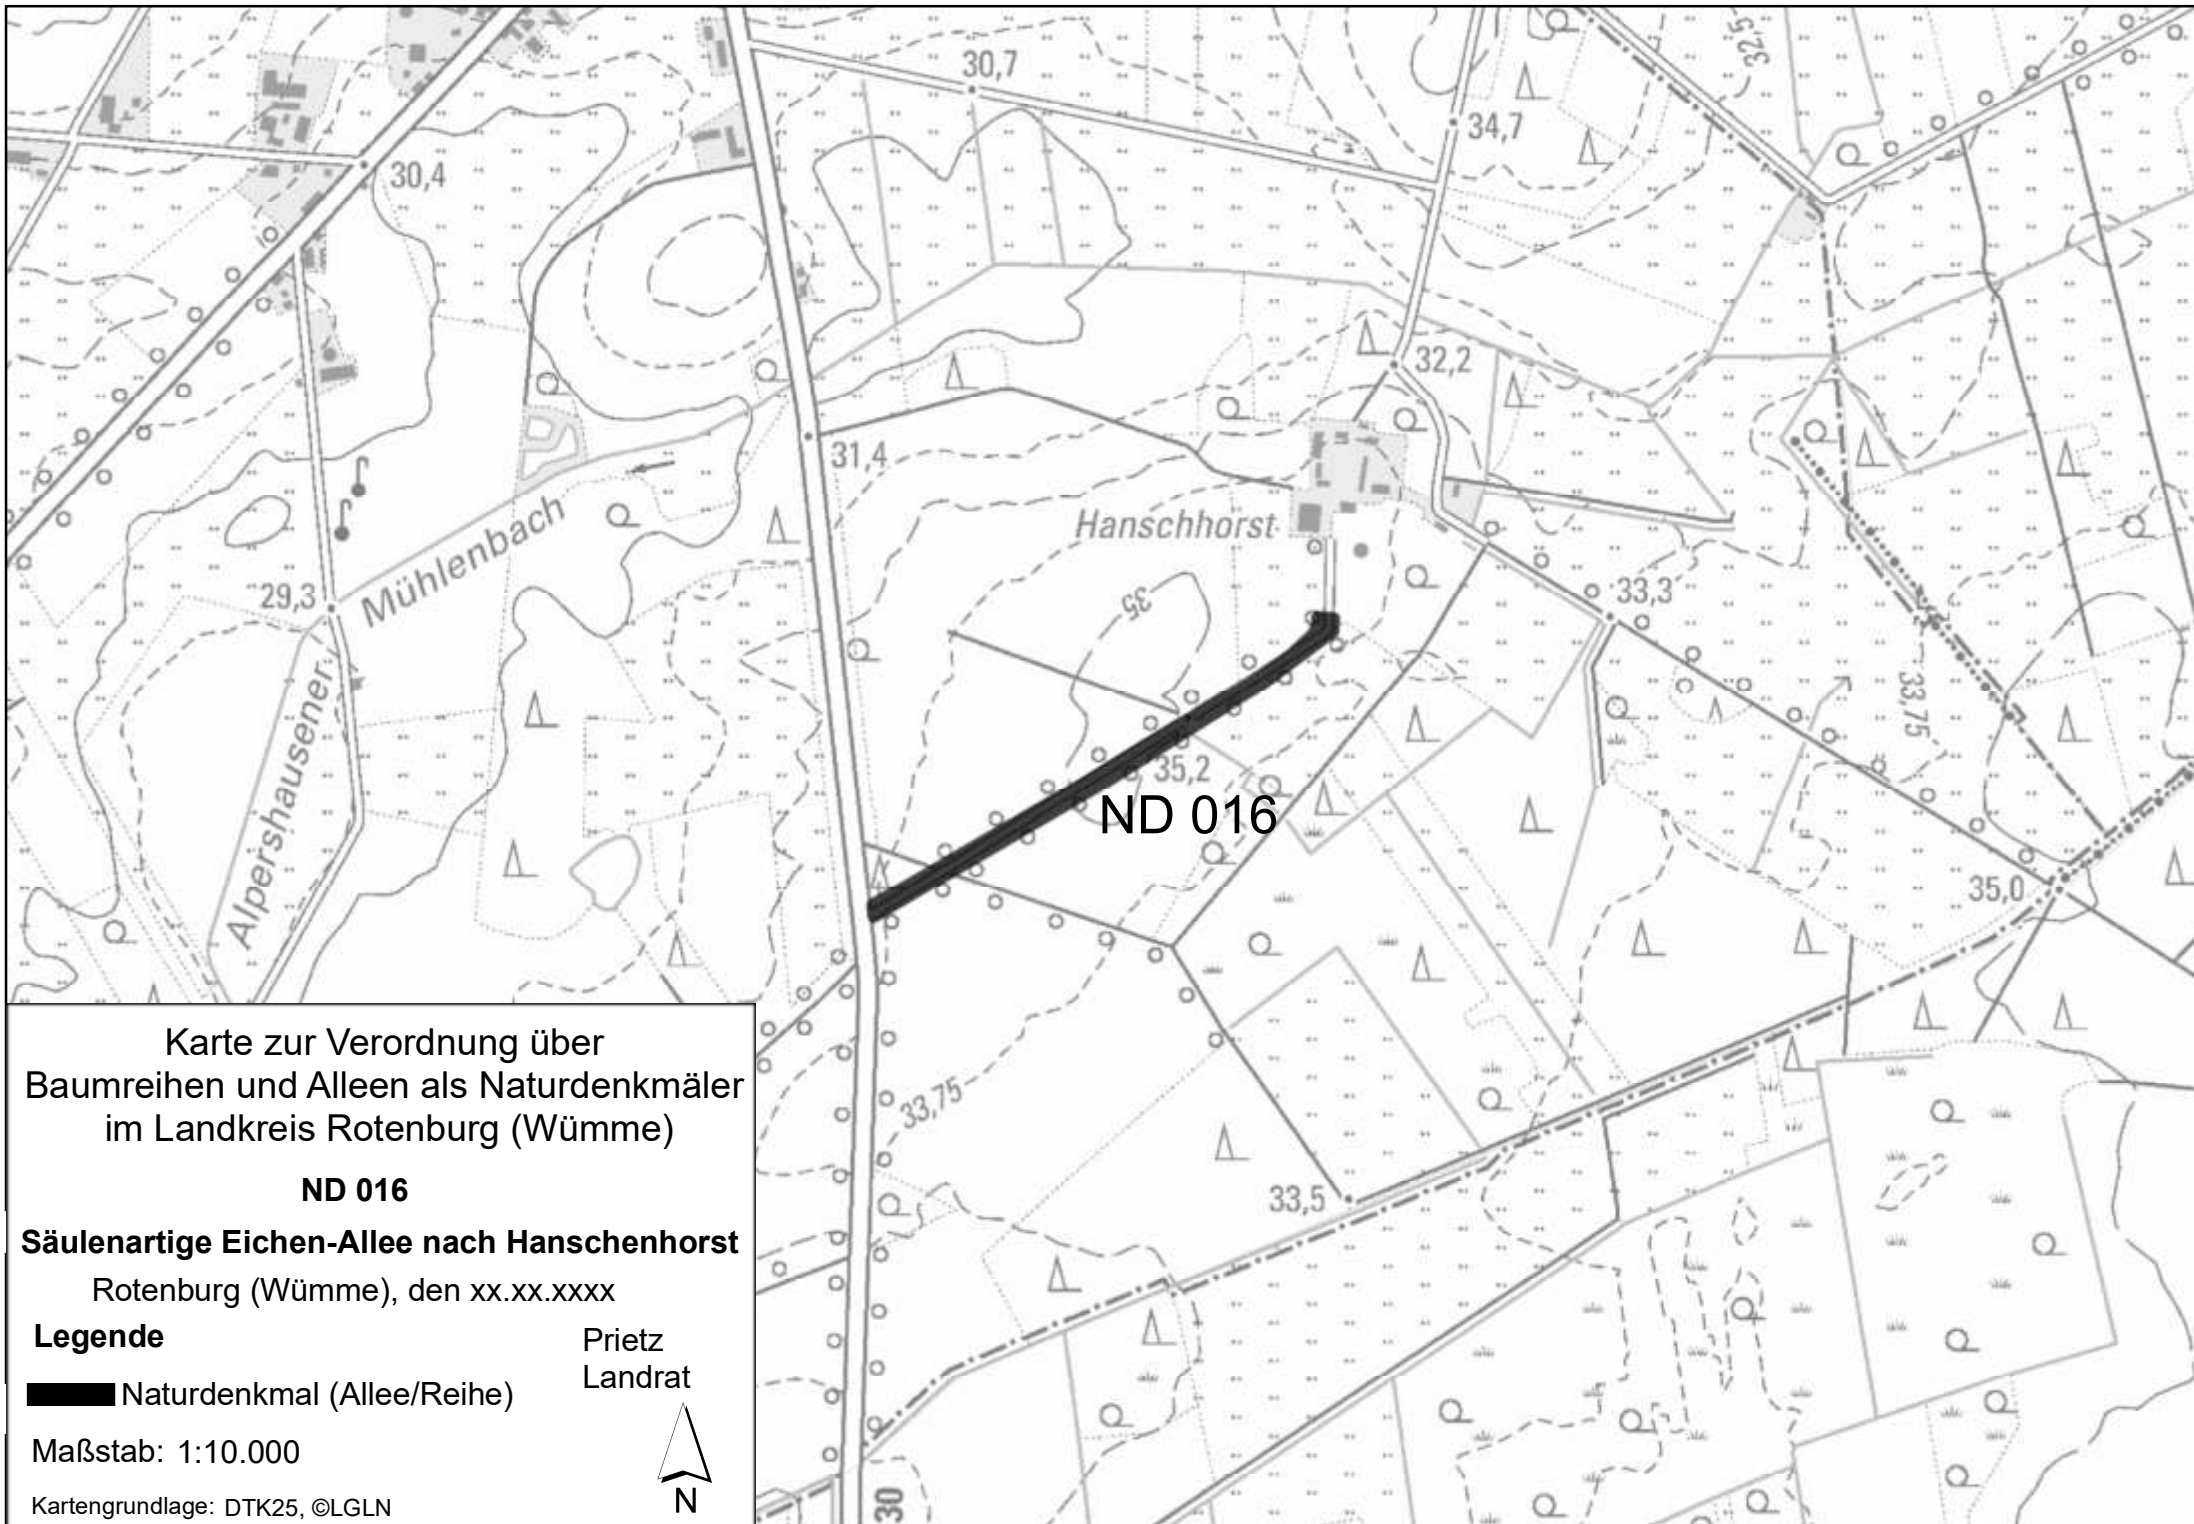 30,7
32,5
34,7
30,4
32,2
31,4
Hanschhorst
Mühlenbach
29,3
35
33,3
Alpershausener
33,75
35,2
ND 016
35,0
33,75
33,5
30
Karte zur Verordnung über
Baumreihen und Alleen als Naturdenkmäler
im Landkreis Rotenburg (Wümme)
ND 016
Säulenartige Eichen-Allee nach Hanschenhorst
Rotenburg (Wümme), den xx.xx.xxxx
Legende
Prietz
Landrat
Naturdenkmal (Allee/Reihe)
Maßstab: 1:10.000
N
Kartengrundlage: DTK25, ©LGLN